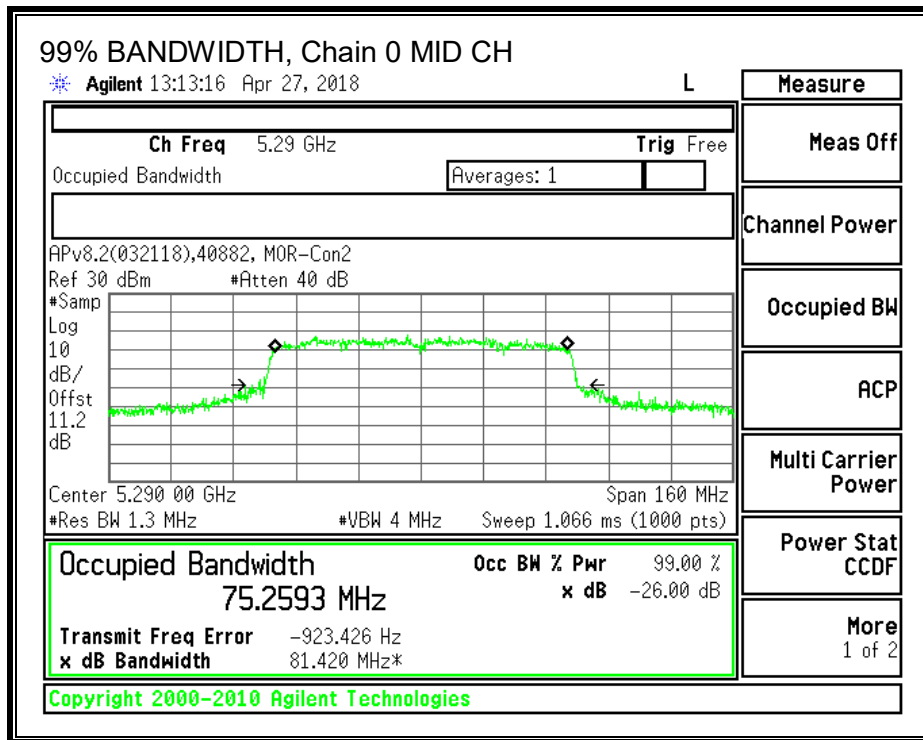 99% BANDWIDTH, Chain 0 MID CH
Agilent 13:13:16 Apr 27, 2018 L
Measure
Ch Freq 5.29 GHz Trig Free
Meas Off
Occupied Bandwidth Averages: 1
Channel Power
APv8.2(032118),40882, MOR-Con2
Ref 30 dBm #Atten 40 dB
#Samp
Log
10
dB/
Offst
11.2
dB
Occupied BW
ACP
Multi Carrier
Power
Center 5.290 00 GHz Span 160 MHz
#Res BW 1.3 MHz #VBW 4 MHz Sweep 1.066 ms (1000 pts)
Power Stat
CCDF
Occupied Bandwidth Occ BW % Pwr 99.00 %
75.2593 MHz x dB -26.00 dB
Transmit Freq Error -923.426 Hz
x dB Bandwidth 81.420 MHz*
More
1 of 2
Copyright 2000-2010 Agilent Technologies